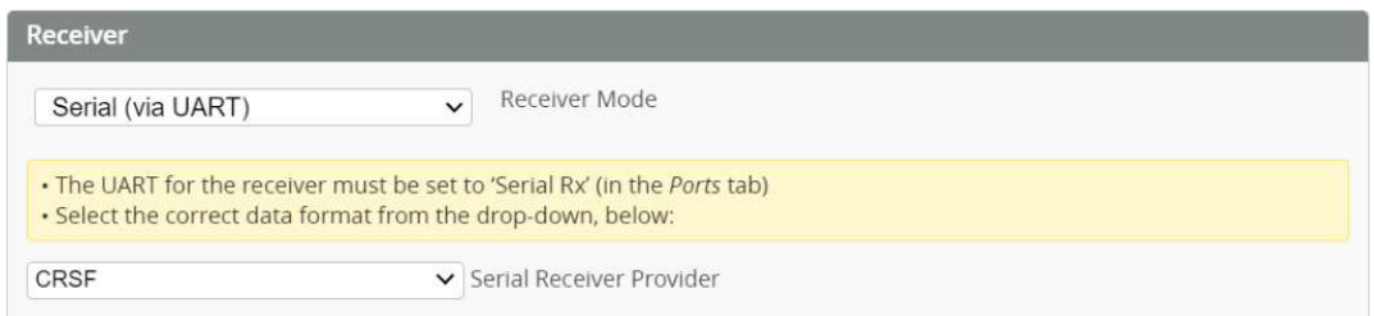 Receiver
Serial (via UART) Receiver Mode
• The UART for the receiver must be set to ‘Serial Rx’ (in the Ports tab)
• Select the correct data format from the drop-down, below:
CRSF Serial Receiver Provider